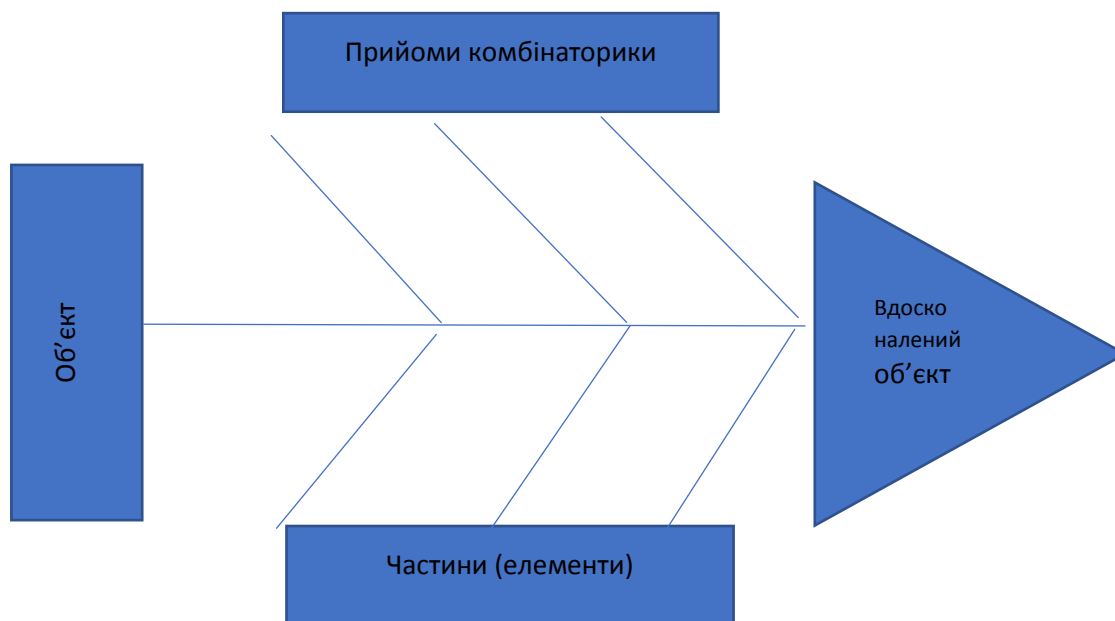 Прийоми комбінаторики
Об’єкт
Вдоско
налений
об’єкт
Частини (елементи)